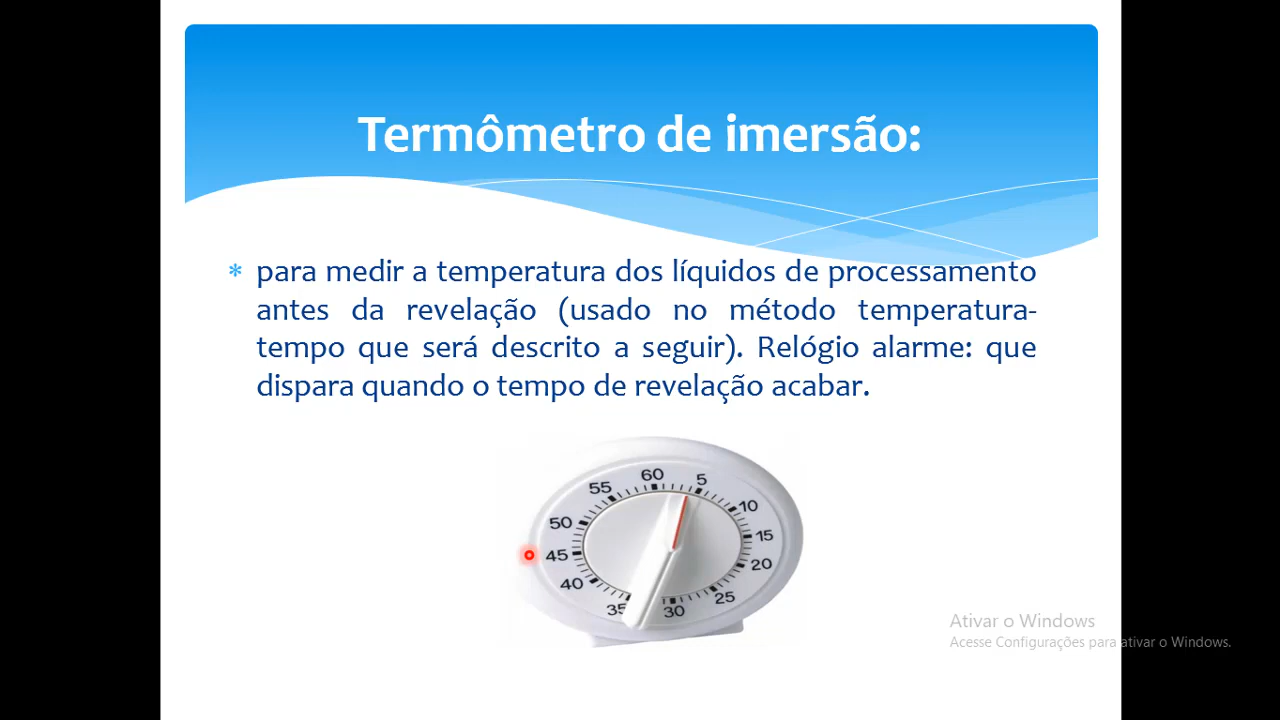 Termômetro de imersão:
* para medir a temperatura dos líquidos de processamento
antes da revelação (usado no método temperatura-
tempo que será descrito a seguir). Relógio alarme: que
dispara quando o tempo de revelação acabar.
60
5
55
10
50
15
45
20
40
25
35
30
Ativar o Windows
Acesse Configurações para ativar o Windows.